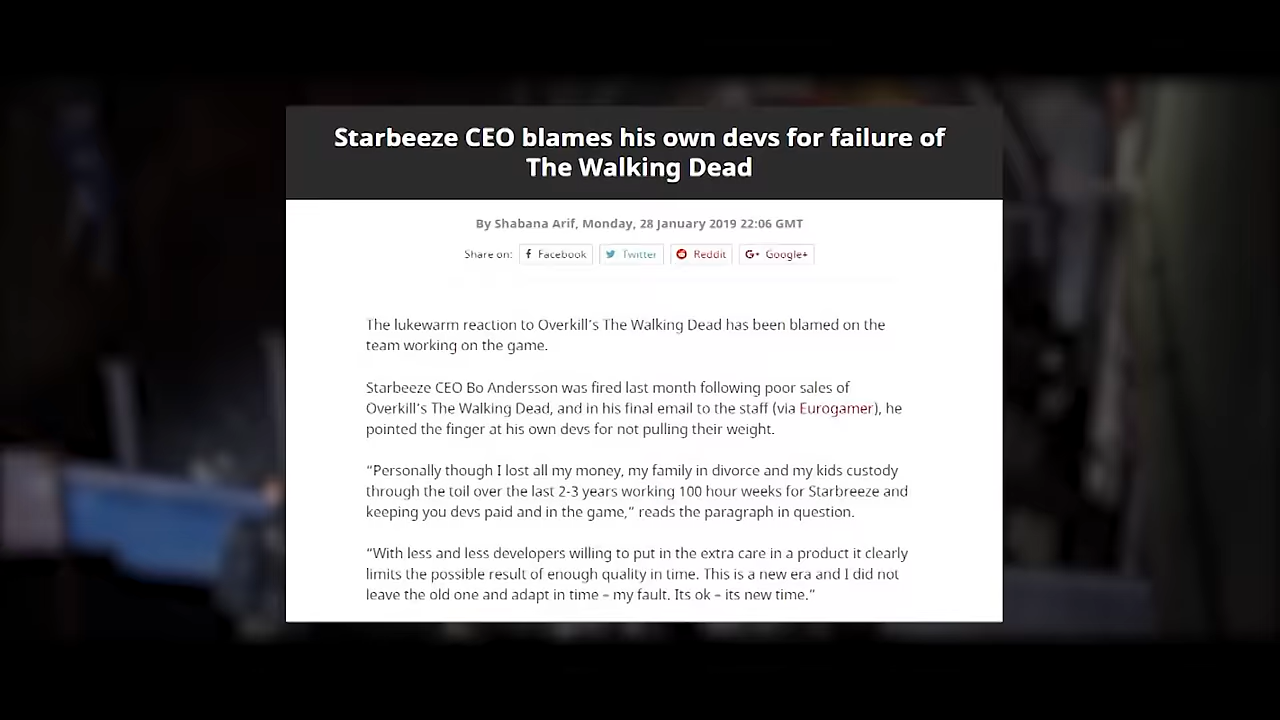 Starbeeze CEO blames his own devs for failure of
The Walking Dead
By Shabana Arif, Monday, 28 January 2019 22:06 GMT
Share on: Facebook Twitter Reddit G+ Google+
The lukewarm reaction to Overkill's The Walking Dead has been blamed on the
team working on the game.
Starbeeze CEO Bo Andersson was fired last month following poor sales of
Overkill's The Walking Dead, and in his final email to the staff (via Eurogamer), he
pointed the finger at his own devs for not pulling their weight.
“Personally though I lost all my money, my family in divorce and my kids custody
through the toil over the last 2-3 years working 100 hour weeks for Starbreeze and
keeping you devs paid and in the game,” reads the paragraph in question.
“With less and less developers willing to put in the extra care in a product it clearly
limits the possible result of enough quality in time. This is a new era and I did not
leave the old one and adapt in time – my fault. Its ok – its new time.”